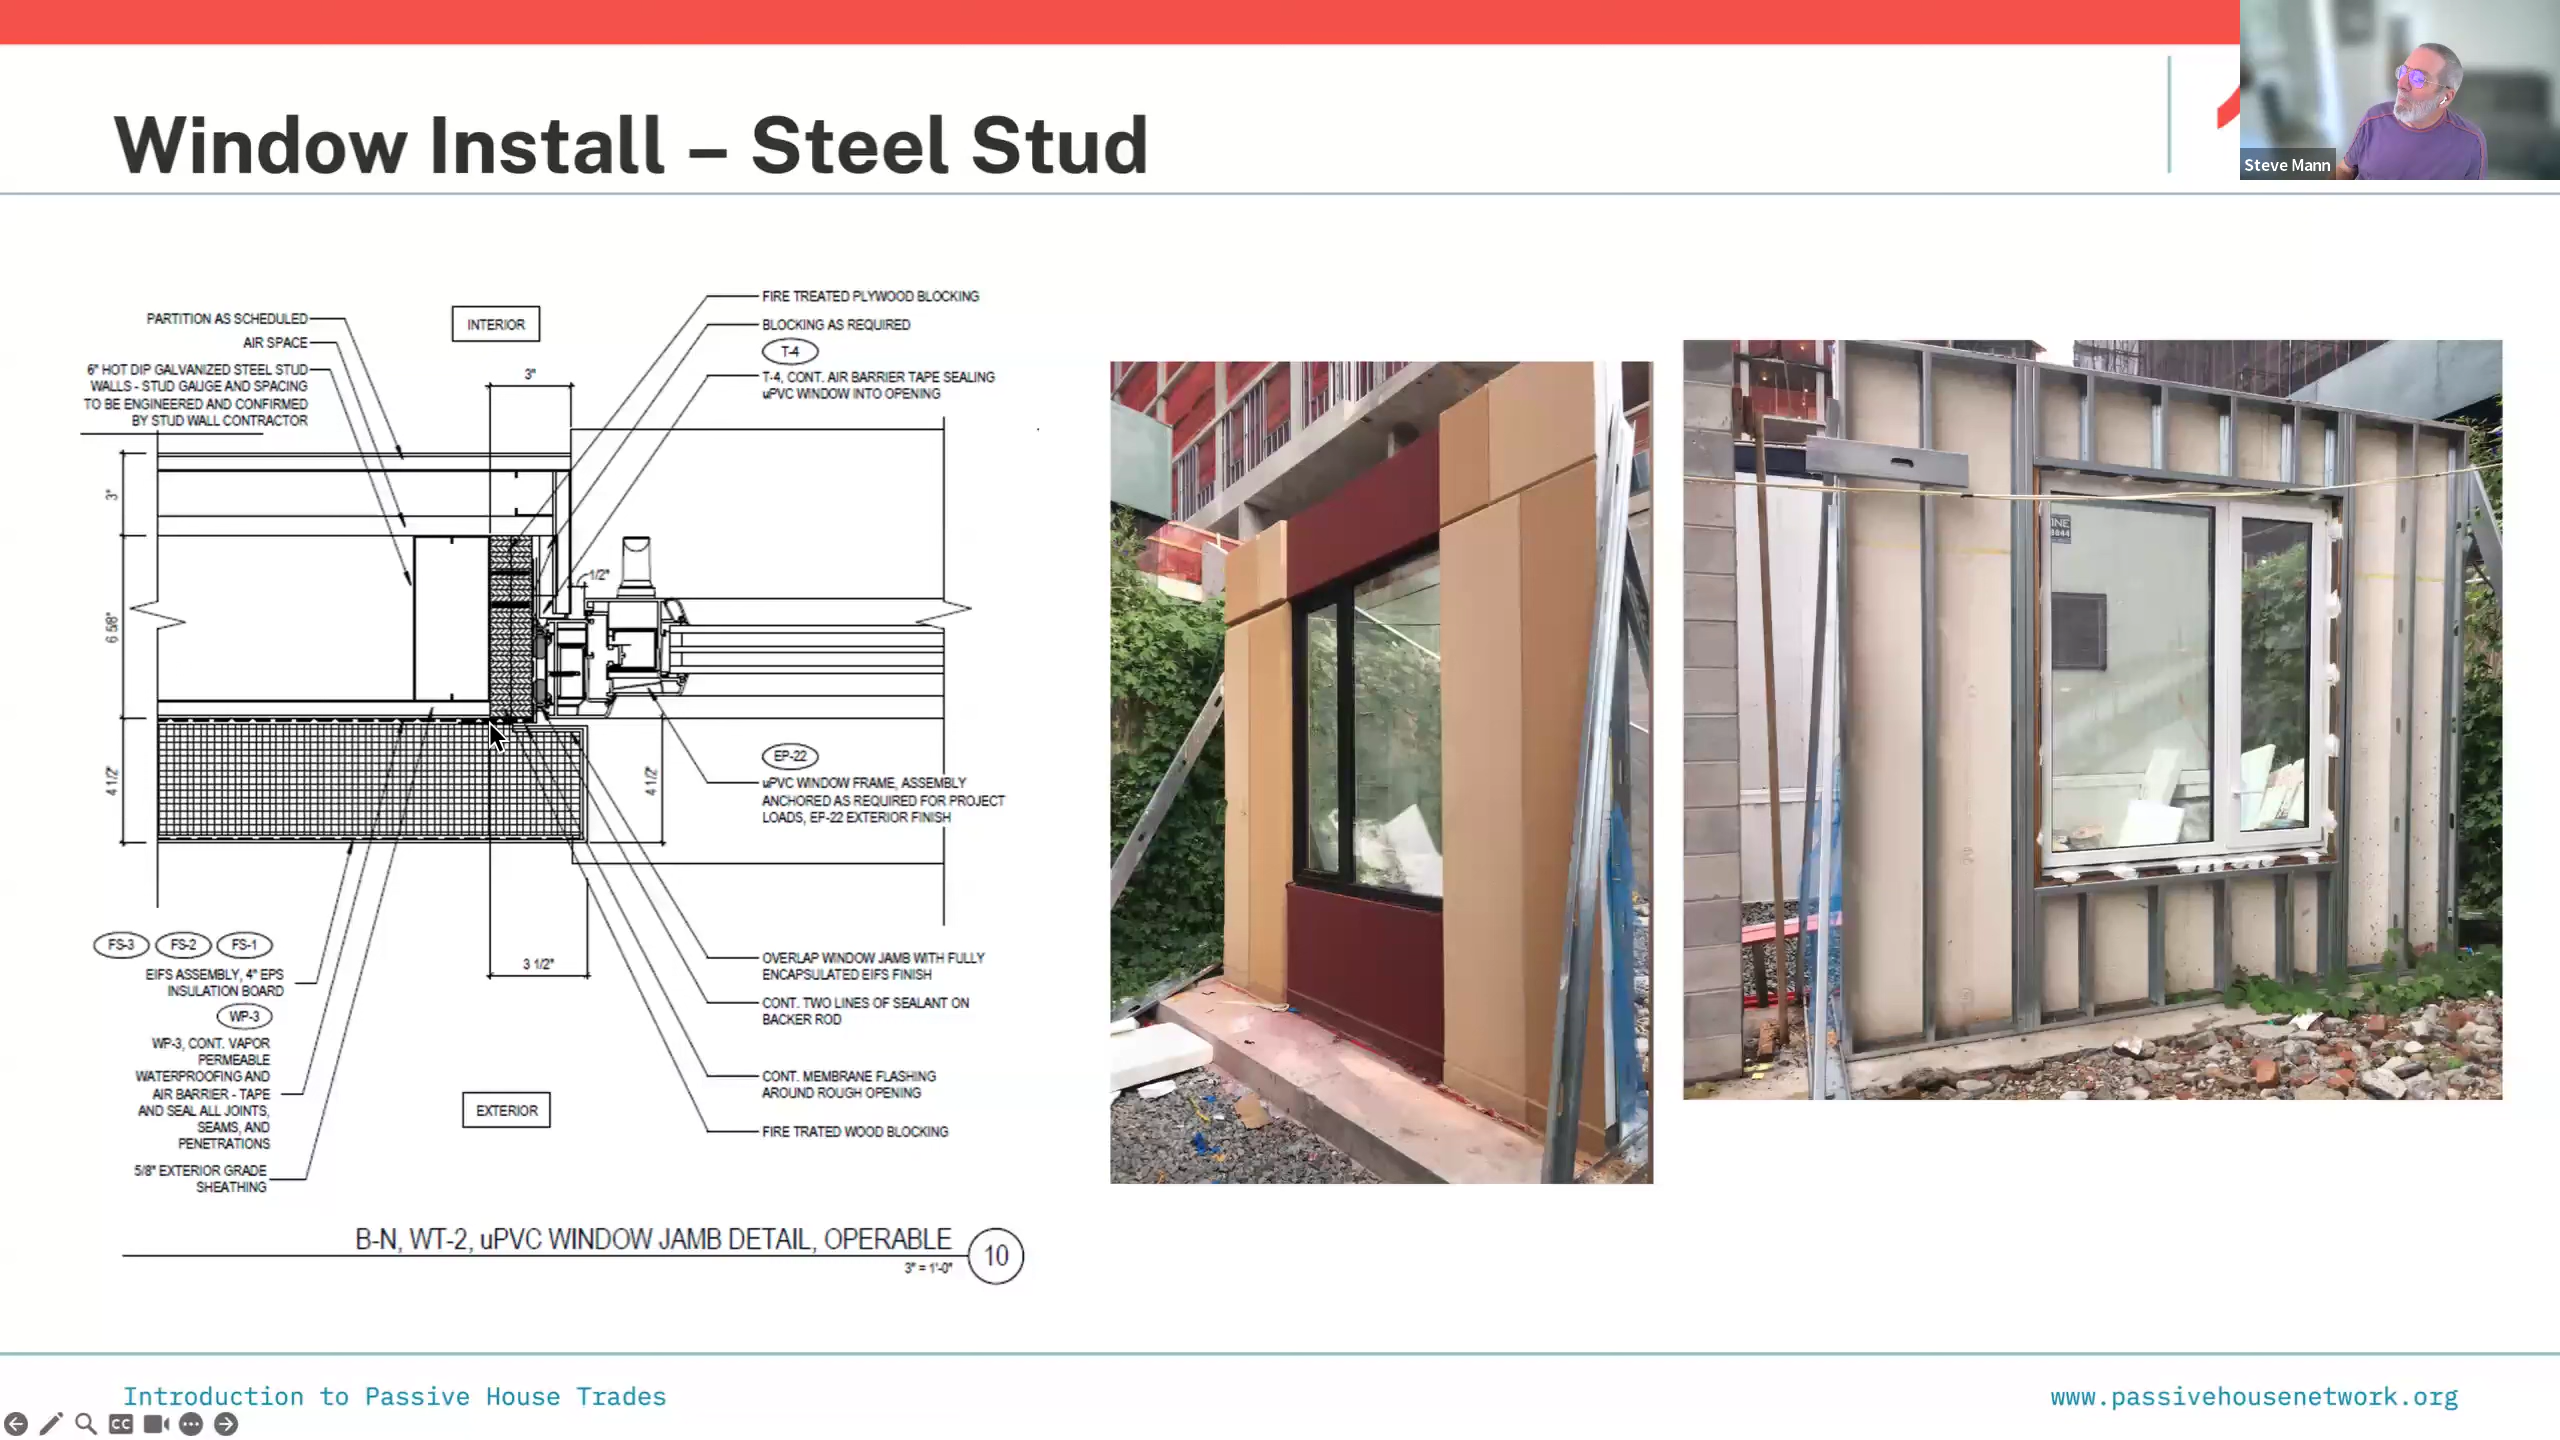 Window Install – Steel Stud
Steve Mann
PARTITION AS SCHEDULED
AIR SPACE
6" HOT DIP GALVANIZED STEEL STUD
WALLS - STUD GAUGE AND SPACING
TO BE ENGINEERED AND CONFIRMED
BY STUD WALL CONTRACTOR
INTERIOR
FIRE TREATED PLYWOOD BLOCKING
BLOCKING AS REQUIRED
T-4
T-4, CONT. AIR BARRIER TAPE SEALING
uPVC WINDOW INTO OPENING
3"
3"
1/2"
6 5/8"
4 1/2"
4 1/2"
EP-22
uPVC WINDOW FRAME, ASSEMBLY
ANCHORED AS REQUIRED FOR PROJECT
LOADS, EP-22 EXTERIOR FINISH
FS-3 FS-2 FS-1
EIFS ASSEMBLY, 4" EPS
INSULATION BOARD
WP-3
WP-3, CONT. VAPOR
PERMEABLE
WATERPROOFING AND
AIR BARRIER - TAPE
AND SEAL ALL JOINTS,
SEAMS, AND
PENETRATIONS
5/8" EXTERIOR GRADE
SHEATHING
3 1/2"
EXTERIOR
OVERLAP WINDOW JAMB WITH FULLY
ENCAPSULATED EIFS FINISH
CONT. TWO LINES OF SEALANT ON
BACKER ROD
CONT. MEMBRANE FLASHING
AROUND ROUGH OPENING
FIRE TRATED WOOD BLOCKING
B-N, WT-2, uPVC WINDOW JAMB DETAIL, OPERABLE
10
3" = 1'-0"
Introduction to Passive House Trades
www.passivehousenetwork.org
CC